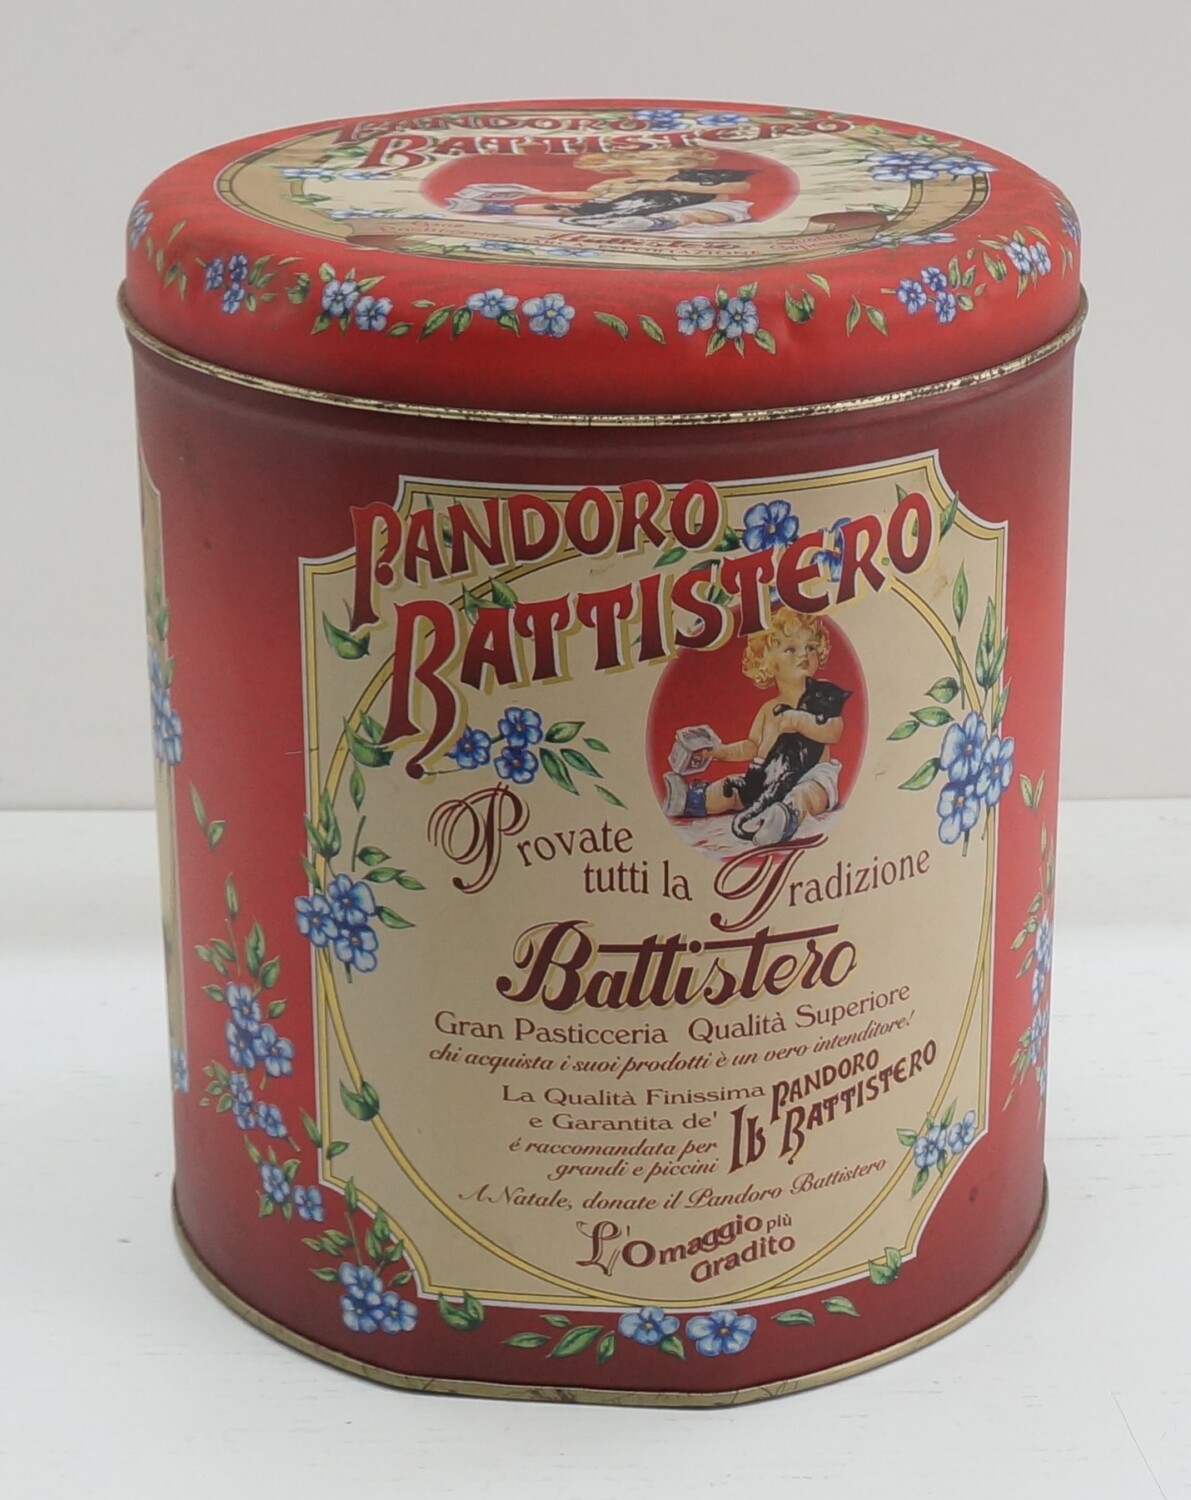 PANDORO
BATTISTERO
Battistero
PANDORO
BATTISTERO
Provate
tutti la Tradizione
Battistero
Gran Pasticceria Qualità Superiore
chi acquista i suoi prodotti è un vero intenditore!
La Qualità Finissima
e Garantita de'
é raccomandata per
grandi e piccini
IL PANDORO
BATTISTERO
A Natale, donate il Pandoro Battistero
L'Omaggio più
Gradito